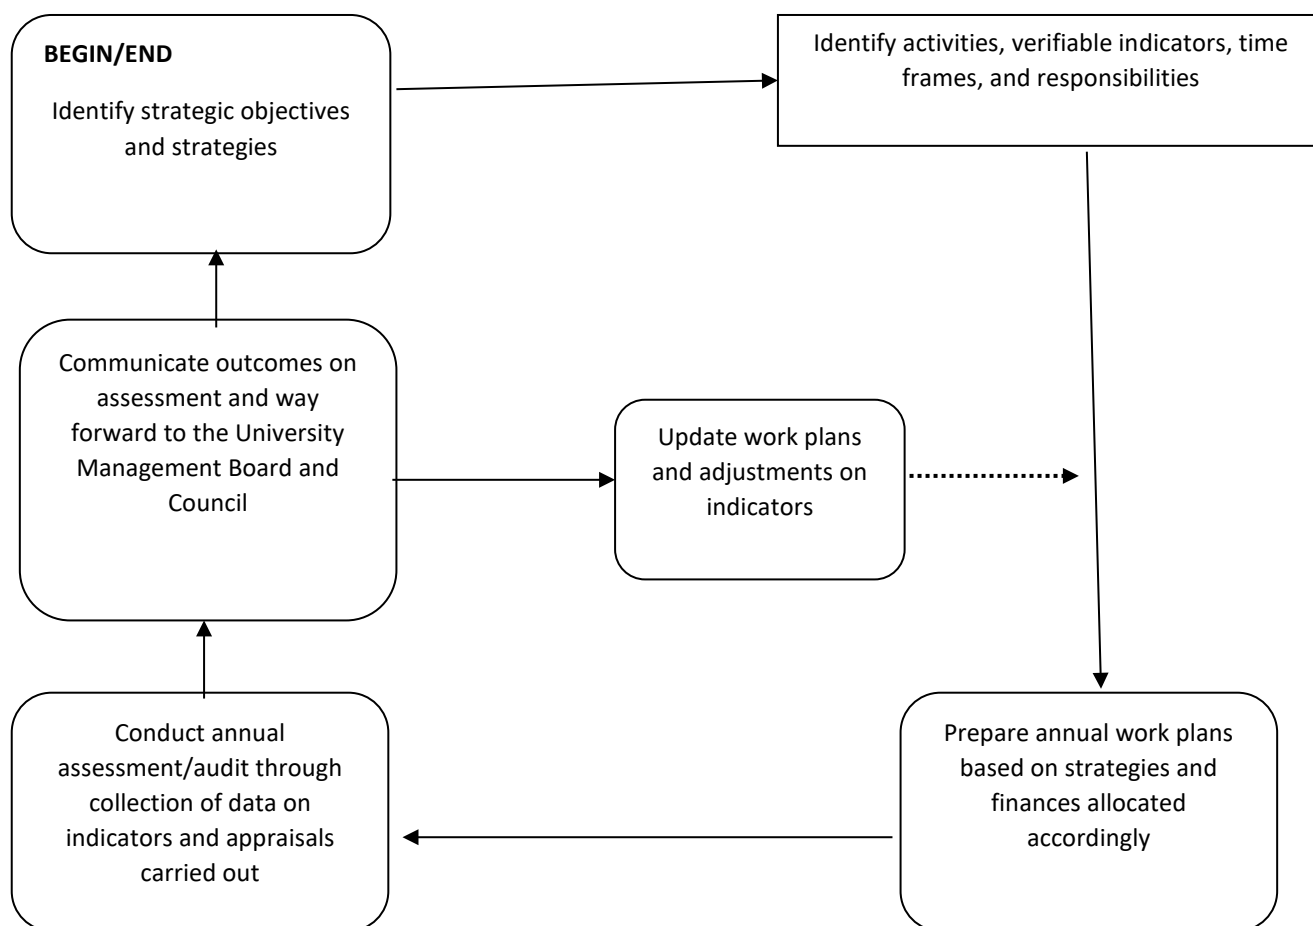 BEGIN/END
Identify strategic objectives
and strategies
Identify activities, verifiable indicators, time
frames, and responsibilities
Communicate outcomes on
assessment and way
forward to the University
Management Board and
Council
Update work plans
and adjustments on
indicators
Conduct annual
assessment/audit through
collection of data on
indicators and appraisals
carried out
Prepare annual work plans
based on strategies and
finances allocated
accordingly